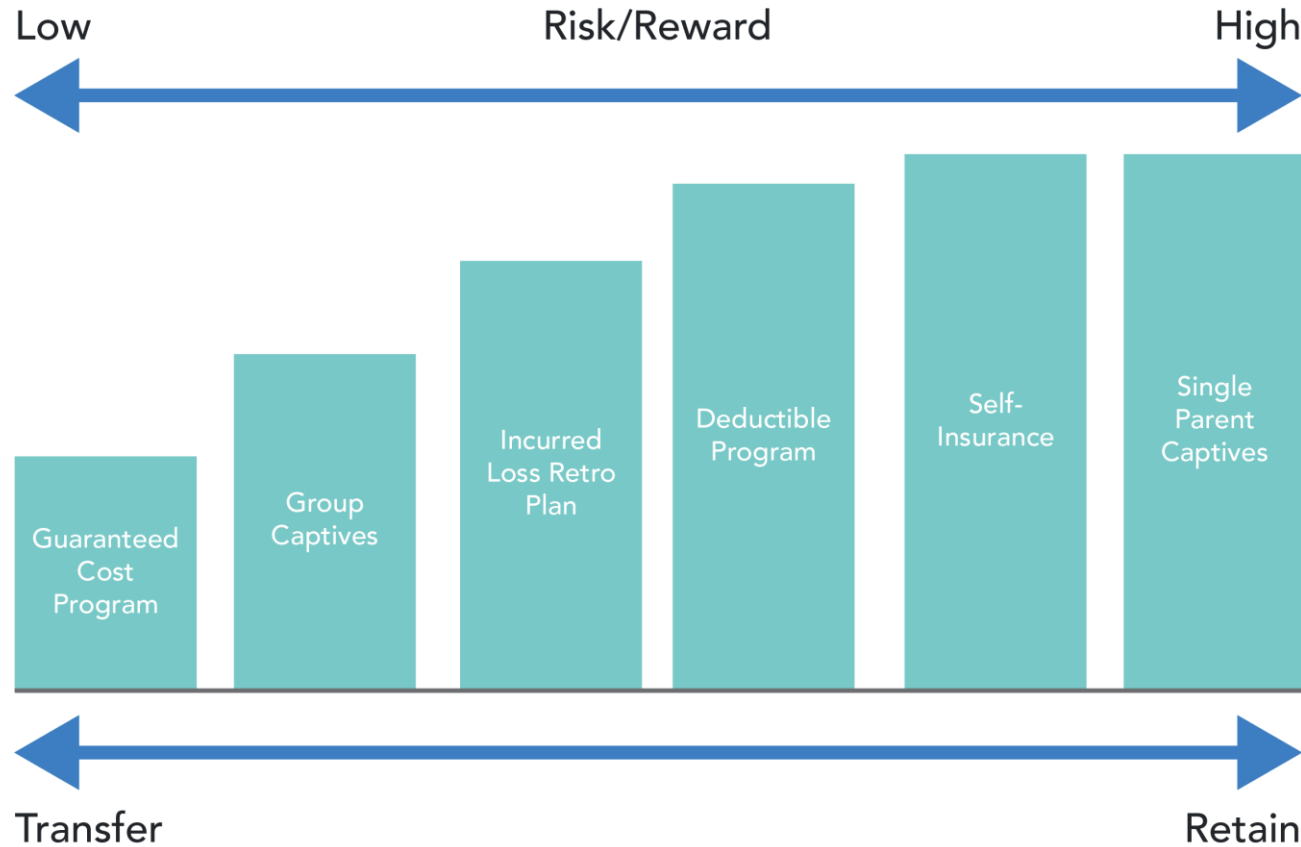 Low
Risk/Reward
High
Guaranteed
Cost
Program
Group
Captives
Incurred
Loss Retro
Plan
Deductible
Program
Self-
Insurance
Single
Parent
Captives
Transfer
Retain